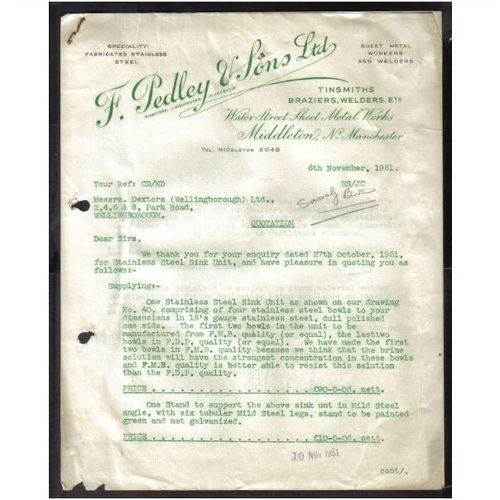 SPECIALITY:
FABRICATED STAINLESS
STEEL
F. Pedley & Sons Ltd
SHEET METAL
WORKERS
AND WELDERS
TINSMITHS
BRAZIERS, WELDERS, ETC
Water Street Sheet Metal Works
Middleton, Nr. Manchester
TEL. MIDDLETON 2046
6th November, 1951.
Your Ref: CD/ND
ES/JC
Messrs. Dexters (Wellingborough) Ltd.,
2,4,6 & 8, Park Road,
WELLINGBOROUGH.
QUOTATION
Dear Sirs,
We thank you for your enquiry dated 27th October, 1951,
for Stainless Steel Sink Unit, and have pleasure in quoting you as
follows:-
Supplying:-
One Stainless Steel Sink Unit as shown on our drawing
No. 40, comprising of four stainless steel bowls to your
dimensions in 18's gauge stainless steel, dull polished
one side. The first two bowls in the unit to be
manufactured from F.M.B. quality (or equal), the lasttwo
bowls in F.D.P. quality (or equal). We have made the first
two bowls in F.M.B. quality because we think that the brine
solution will have the strongest concentration in these bowls
and F.M.B. quality is better able to resist this solution
than the F.D.P. quality.
PRICE . . . . . . . . . . . . . . . . . . nett.
One Stand to support the above sink unt in Mild Steel
angle, with six tubular Mild Steel legs, stand to be painted
green and not galvanized.
PRICE . . . . . . . . . . . . . . . . . £10-0-0d. nett.
10 NOV 1951
cont/.